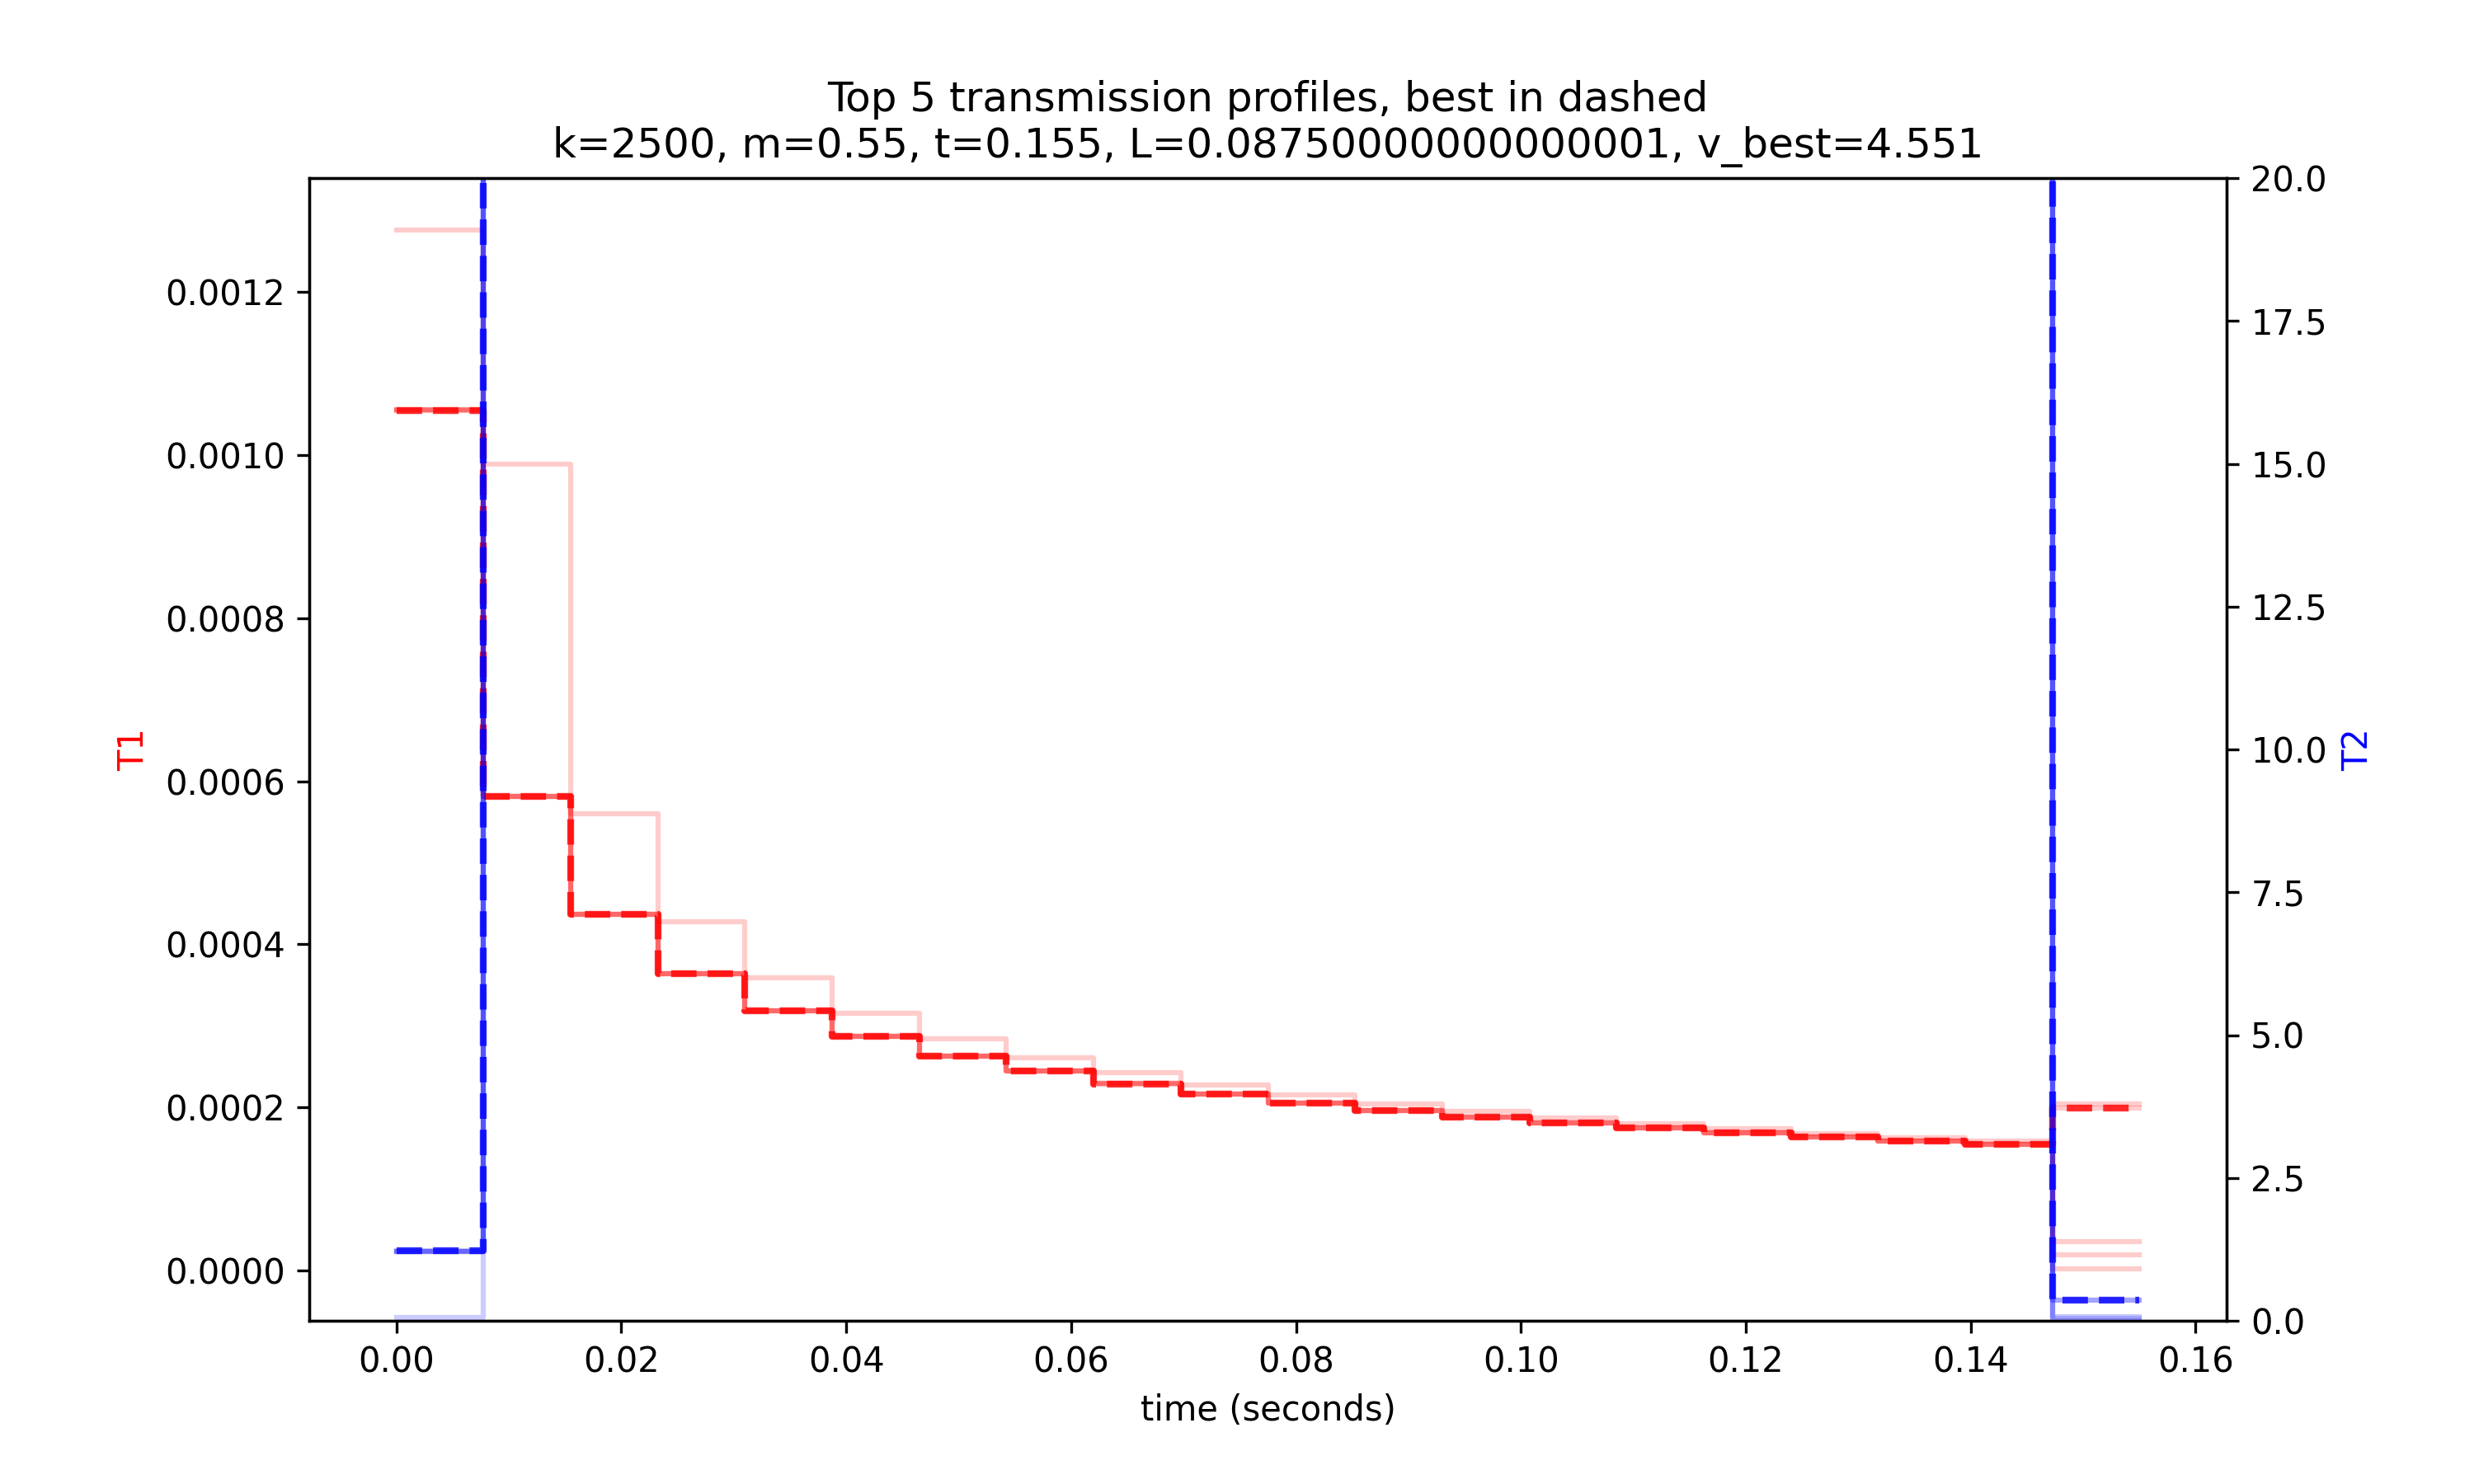 Top 5 transmission profiles, best in dashed
k=2500, m=0.55, t=0.155, L=0.08750000000000001, v_best=4.551
T1
0.0012
0.0010
0.0008
0.0006
0.0004
0.0002
0.0000
20.0
17.5
15.0
12.5
10.0
7.5
5.0
2.5
0.0
T2
0.00 0.02 0.04 0.06 0.08 0.10 0.12 0.14 0.16
time (seconds)